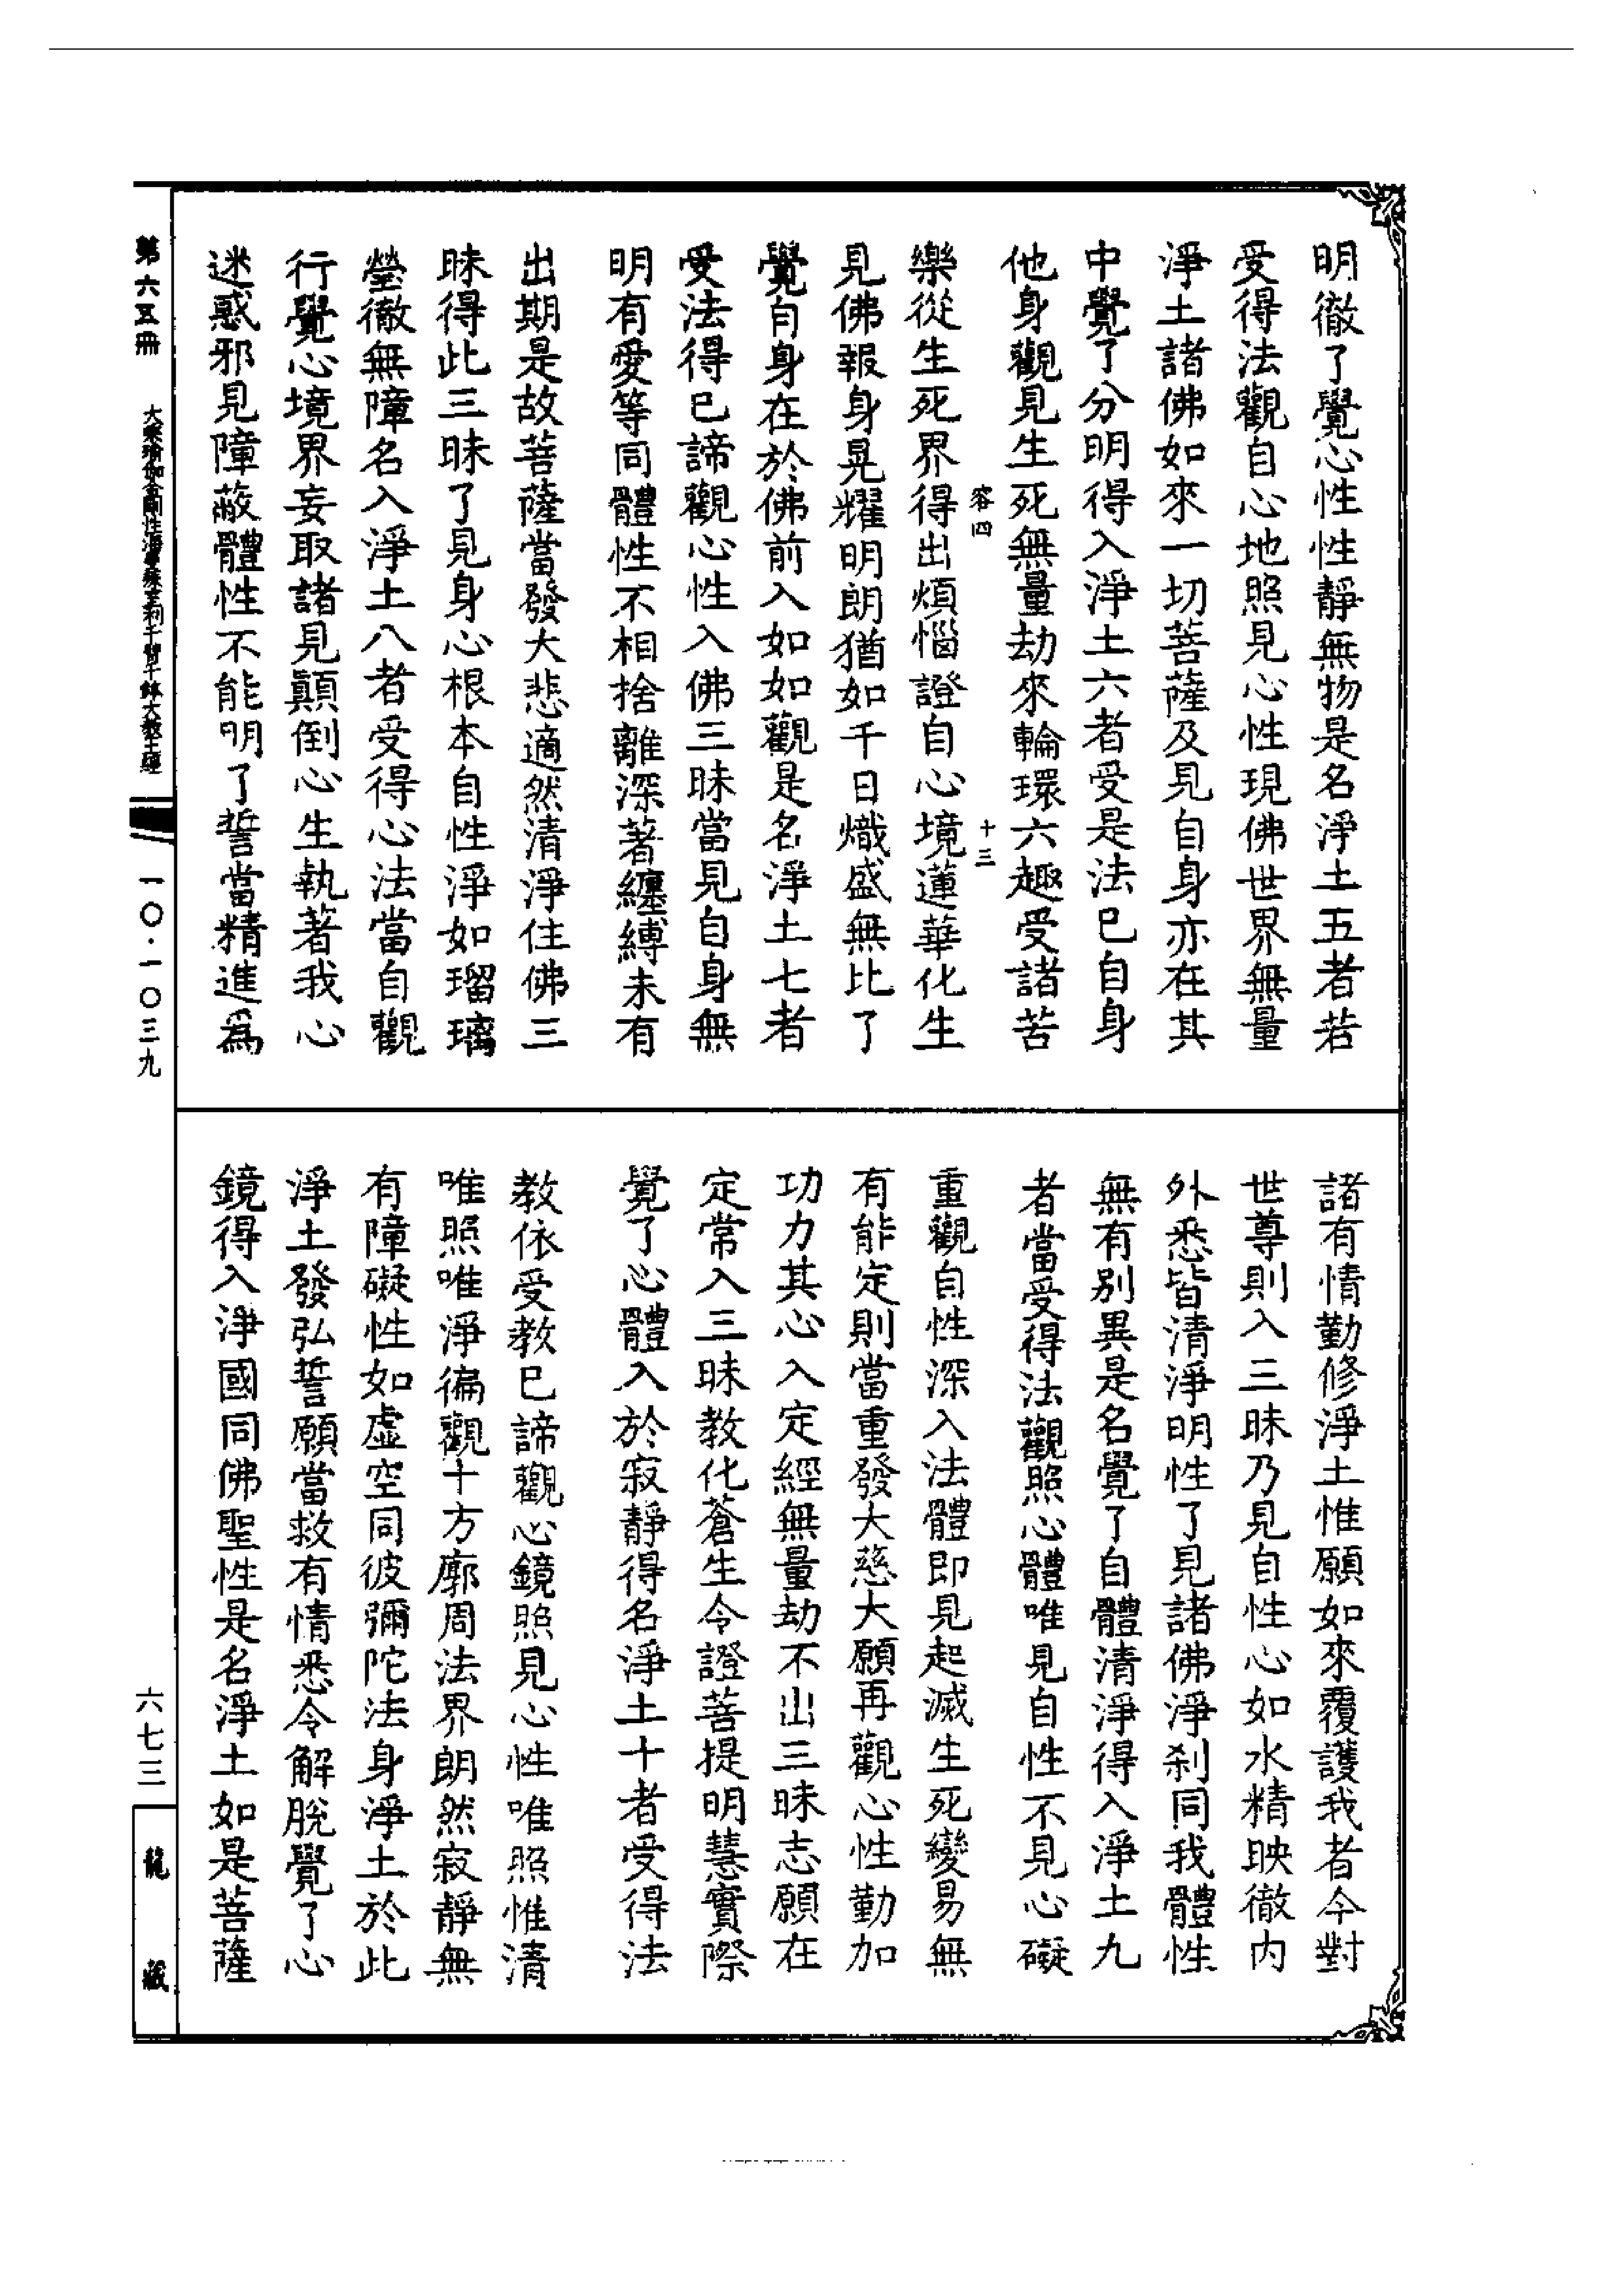 明徹了覺心性性靜無物是名淨土五者若
受得法觀自心地照見心性現佛世界無量
淨土諸佛如來一切菩薩及見自身亦在其
中覺了分明得入淨土六者受是法已自身
他身觀見生死無量劫來輪環六趣受諸苦
容四 十三
樂從生死界得出煩惱證自心境蓮華化生
見佛報身晃耀明朗猶如千日熾盛無比了
覺自身在於佛前入如如觀是名淨土七者
受法得已諦觀心性入佛三昧當見自身無
明有愛等同體性不相捨離深著纏縛未有
出期是故菩薩當發大悲適然清淨住佛三
昧得此三昧了見身心根本自性淨如瑠璃
瑩徹無障名入淨土八者受得心法當自觀
行覺心境界妄取諸見顛倒心生執著我心
迷惑邪見障蔽體性不能明了誓當精進爲
諸有情勤修淨土惟願如來覆護我者今對
世尊則入三昧乃見自性心如水精映徹内
外悉皆清淨明性了見諸佛淨刹同我體性
無有別異是名覺了自體清淨得入淨土九
者當受得法觀照心體唯見自性不見心礙
重觀自性深入法體即見起滅生死變易無
有能定則當重發大慈大願再觀心性勤加
功力其心入定經無量劫不出三昧志願在
定常入三昧教化蒼生令證菩提明慧實際
覺了心體入於寂靜得名淨土十者受得法
教依受教已諦觀心鏡照見心性唯照惟清
唯照唯淨徧觀十方廓周法界朗然寂靜無
有障礙性如虛空同彼彌陀法身淨土於此
淨土發弘誓願當救有情悉令解脫覺了心
鏡得入淨國同佛聖性是名淨土如是菩薩
第六五冊 大乘瑜伽金剛性海曼殊室利千臂千鉢大教王經 一〇·一〇三九 六七三 龍藏